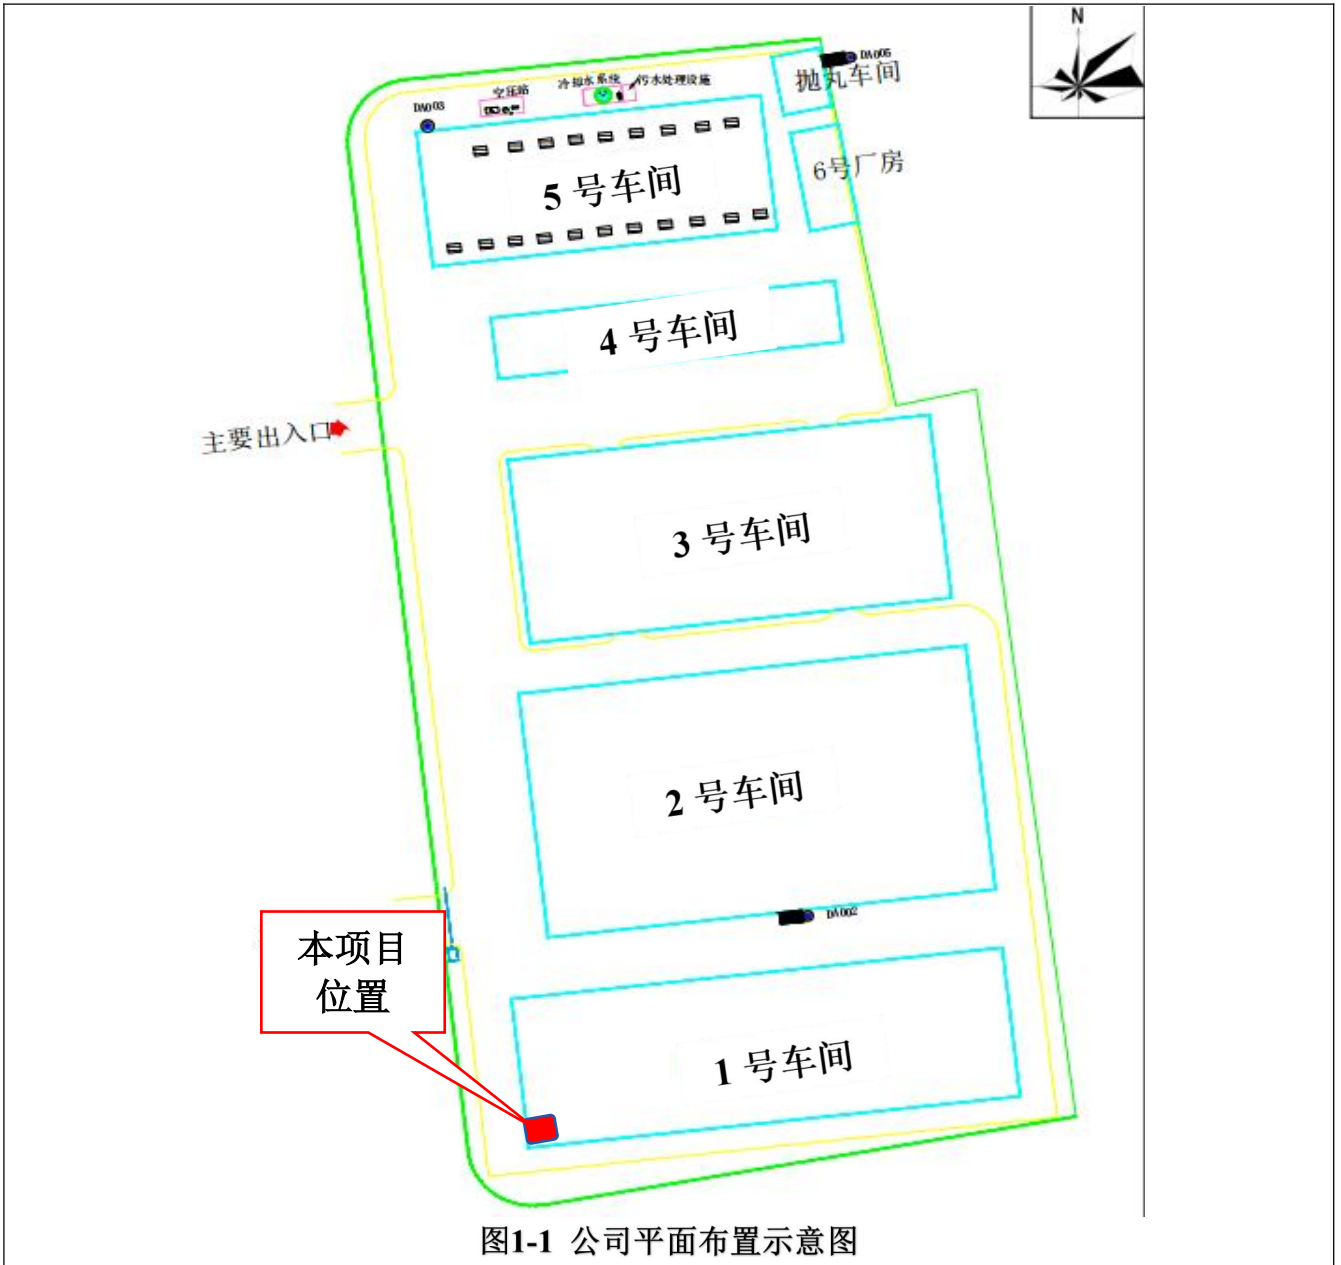 N
DA005
抛丸车间
冷却水系统
污水处理设施
空压站
DA003
6号厂房
5 号车间
4 号车间
主要出入口
3 号车间
2 号车间
DA002
本项目
位置
1 号车间
图1-1 公司平面布置示意图